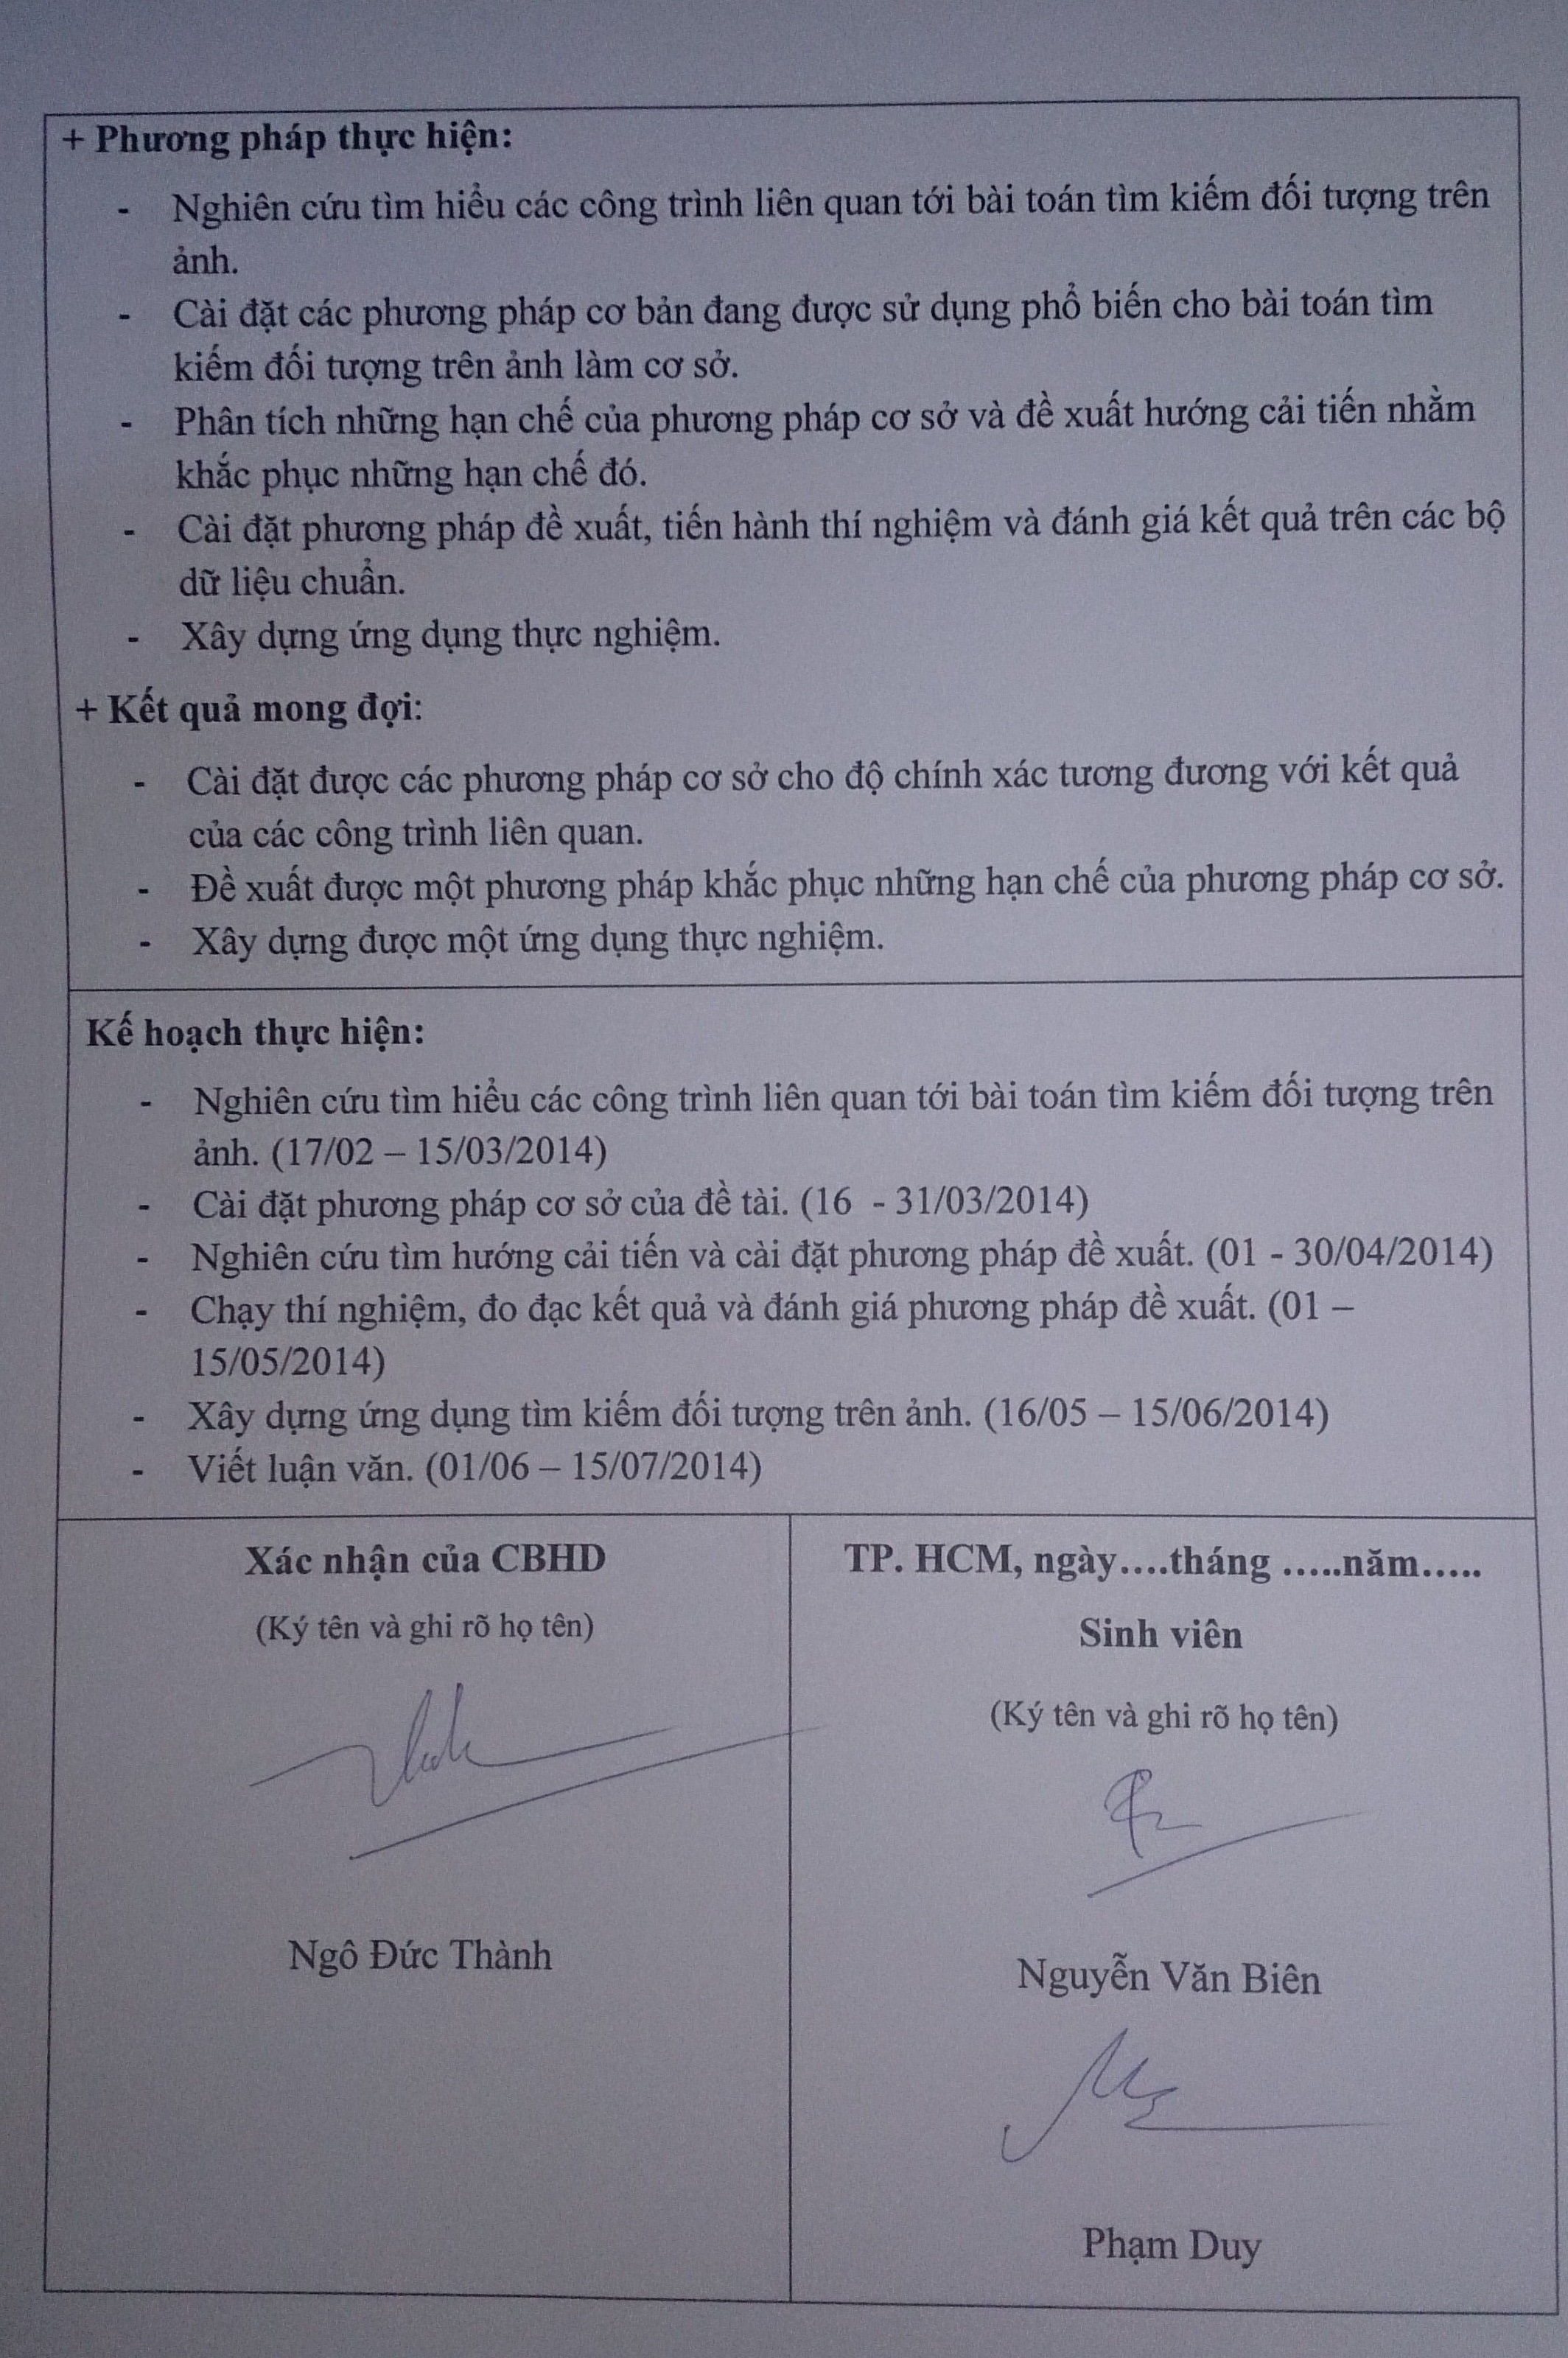 + Phương pháp thực hiện:
- Nghiên cứu tìm hiểu các công trình liên quan tới bài toán tìm kiếm đối tượng trên
ảnh.
- Cài đặt các phương pháp cơ bản đang được sử dụng phổ biến cho bài toán tìm
kiếm đối tượng trên ảnh làm cơ sở.
- Phân tích những hạn chế của phương pháp cơ sở và đề xuất hướng cải tiến nhằm
khắc phục những hạn chế đó.
- Cài đặt phương pháp đề xuất, tiến hành thí nghiệm và đánh giá kết quả trên các bộ
dữ liệu chuẩn.
- Xây dựng ứng dụng thực nghiệm.
+ Kết quả mong đợi:
- Cài đặt được các phương pháp cơ sở cho độ chính xác tương đương với kết quả
của các công trình liên quan.
- Đề xuất được một phương pháp khắc phục những hạn chế của phương pháp cơ sở.
- Xây dựng được một ứng dụng thực nghiệm.
Kế hoạch thực hiện:
- Nghiên cứu tìm hiểu các công trình liên quan tới bài toán tìm kiếm đối tượng trên
ảnh. (17/02 – 15/03/2014)
- Cài đặt phương pháp cơ sở của đề tài. (16 - 31/03/2014)
- Nghiên cứu tìm hướng cải tiến và cài đặt phương pháp đề xuất. (01 - 30/04/2014)
- Chạy thí nghiệm, đo đạc kết quả và đánh giá phương pháp đề xuất. (01 –
15/05/2014)
- Xây dựng ứng dụng tìm kiếm đối tượng trên ảnh. (16/05 – 15/06/2014)
- Viết luận văn. (01/06 – 15/07/2014)
Xác nhận của CBHD
(Ký tên và ghi rõ họ tên)
Ngô Đức Thành
TP. HCM, ngày….tháng …..năm…..
Sinh viên
(Ký tên và ghi rõ họ tên)
Nguyễn Văn Biên
Phạm Duy